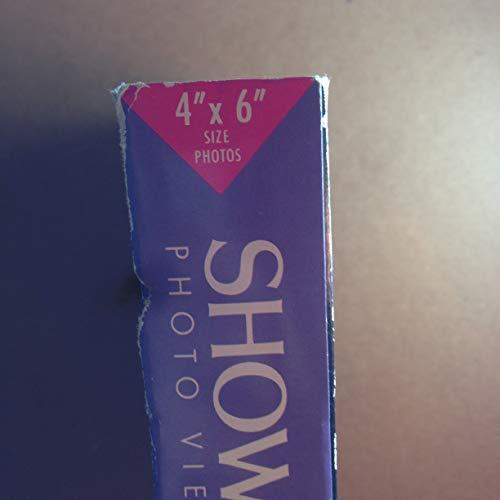 4" x 6"
SIZE
PHOTOS
SHOW
PHOTO VIE